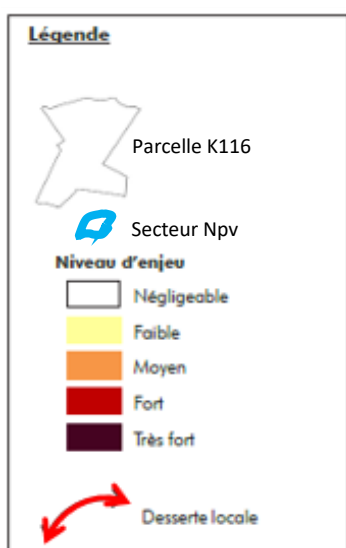 Légende
Parcelle K116
Secteur Npv
Niveau d'enjeu
Négligeable
Faible
Moyen
Fort
Très fort
Desserte locale